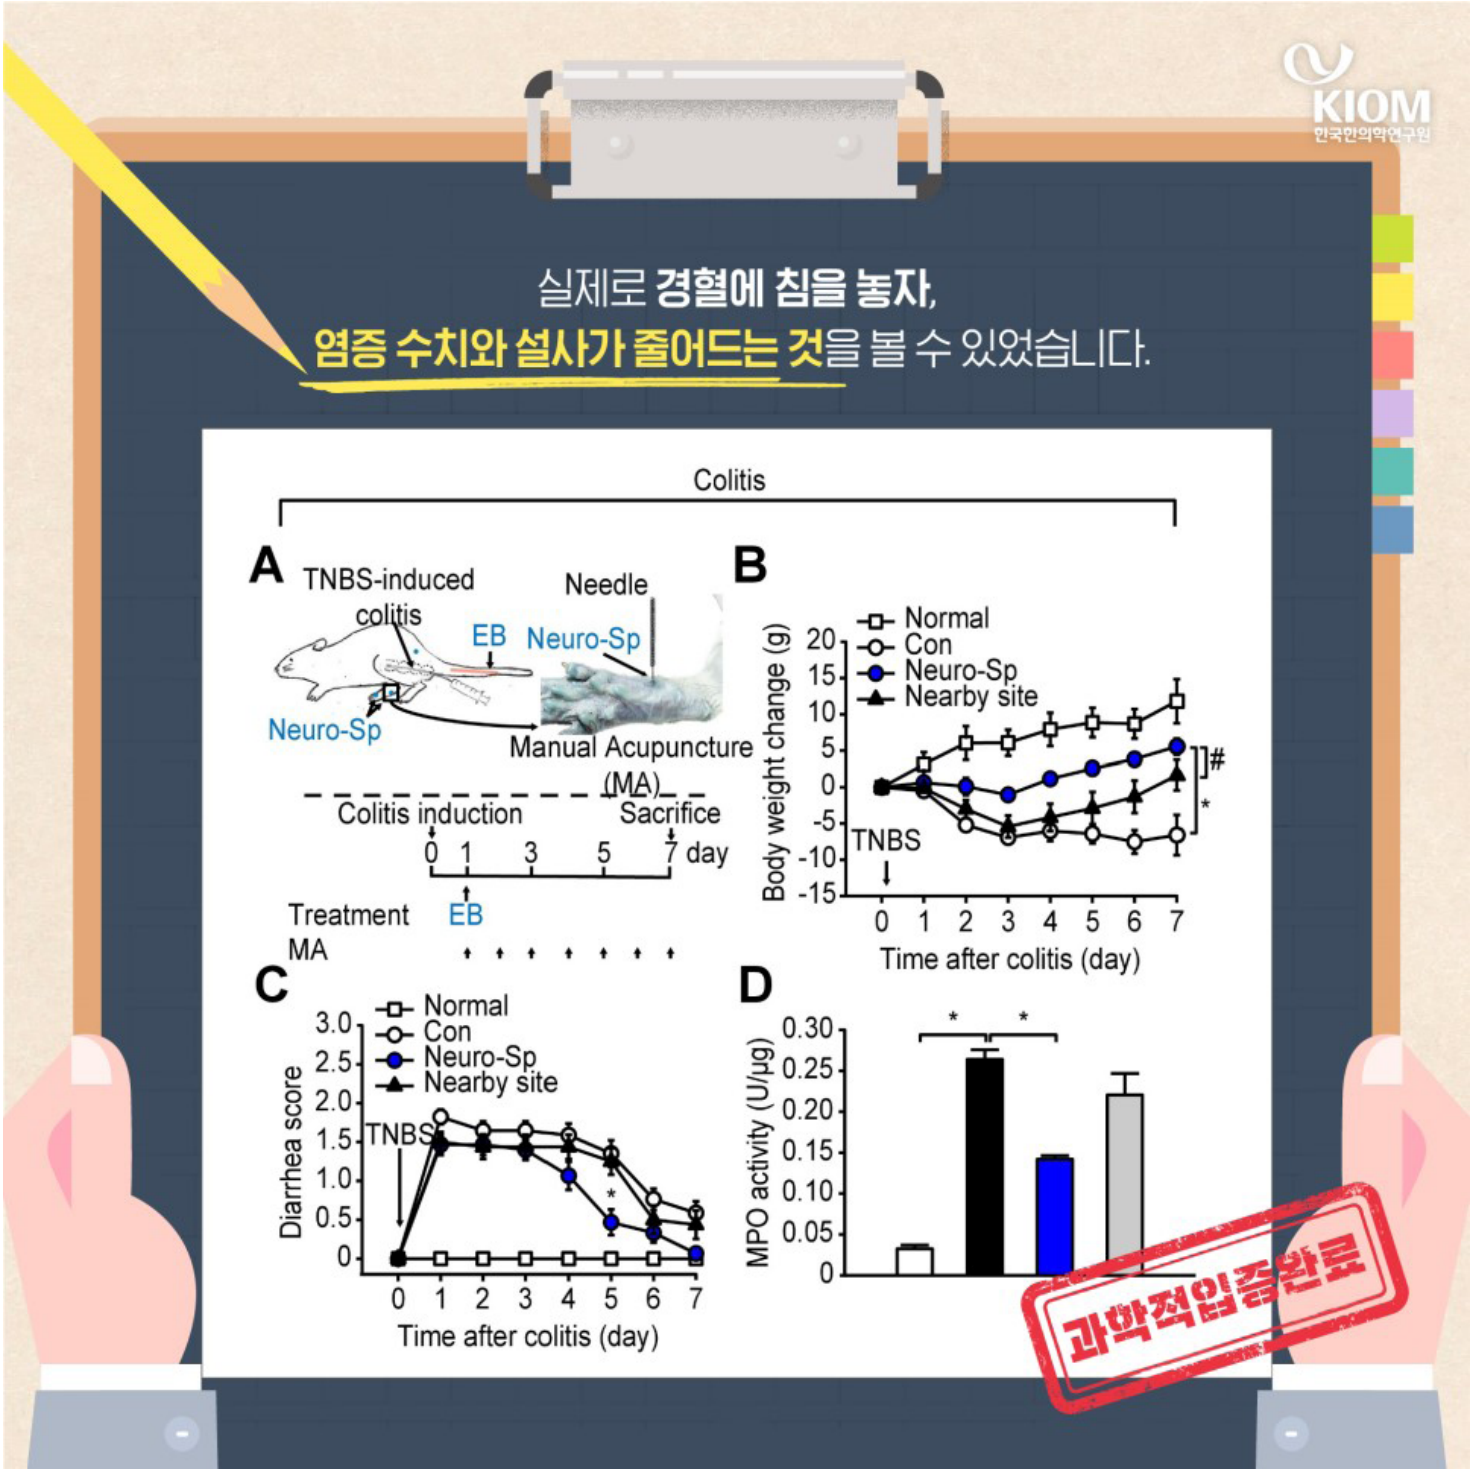 KIOM
한국한의학연구원
실제로 경혈에 침을 놓자,
염증 수치와 설사가 줄어드는 것을 볼 수 있었습니다.
Colitis
A
TNBS-induced
colitis
EB
Neuro-Sp
Needle
Neuro-Sp
Manual Acupuncture
(MA)
Colitis induction
Sacrifice
0 1 3 5 7 day
Treatment
EB
MA
B
Normal
Con
Neuro-Sp
Nearby site
Body weight change (g)
20
15
10
5
0
-5
-10
-15
TNBS
#
*
0 1 2 3 4 5 6 7
Time after colitis (day)
C
Normal
Con
Neuro-Sp
Nearby site
Diarrhea score
3.0
2.5
2.0
1.5
1.0
0.5
0
TNBS
*
0 1 2 3 4 5 6 7
Time after colitis (day)
D
* *
MPO activity (U/μg)
0.30
0.25
0.20
0.15
0.10
0.05
0
과학적입증완료